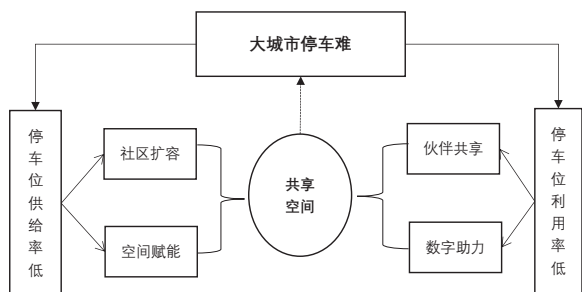 大城市停车难
停车位供给率低
社区扩容
空间赋能
共享
空间
伙伴共享
数字助力
停车位利用率低